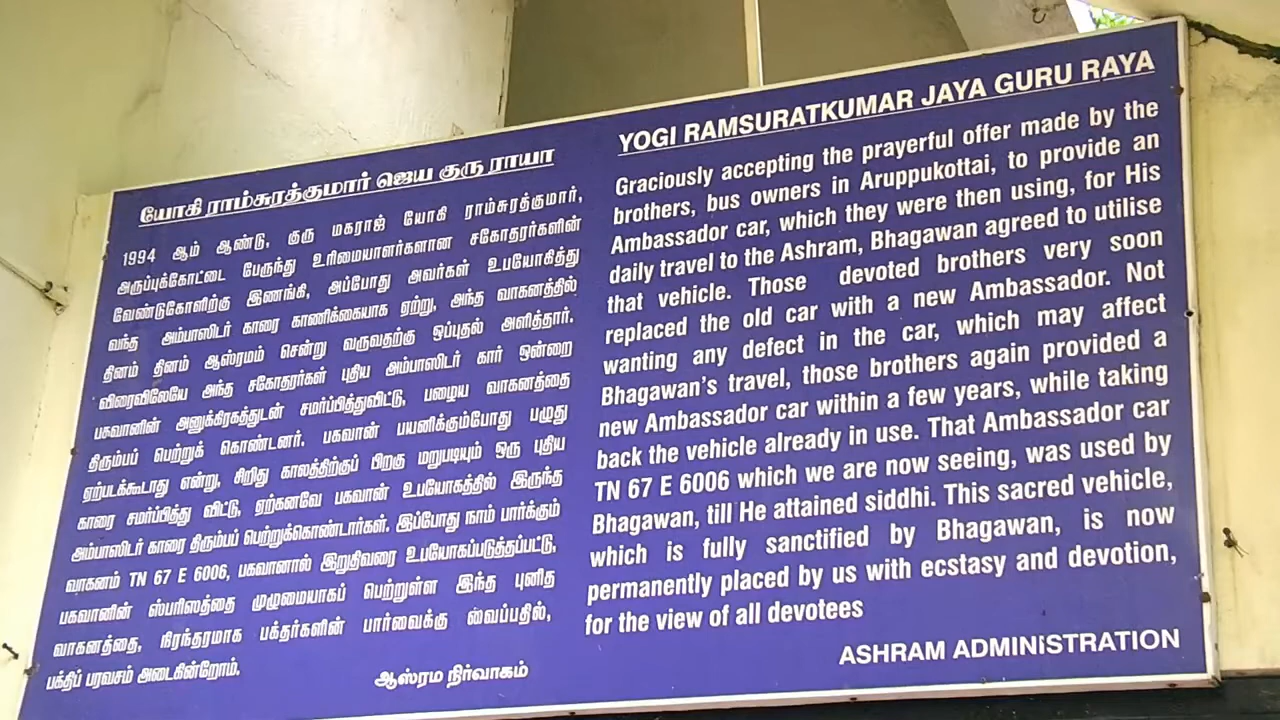 யோகி ராம்சுரத்குமார் ஜெய குரு ராயா
1994 ஆம் ஆண்டு, குரு மகராஜ் யோகி ராம்சுரத்குமார்,
அருப்புக்கோட்டை பேருந்து உரிமையாளர்களான சகோதரர்களின்
வேண்டுகோளிற்கு இணங்கி, அப்போது அவர்கள் உபயோகித்து
வந்த அம்பாஸிடர் காரை காணிக்கையாக ஏற்று, அந்த வாகனத்தில்
தினம் தினம் ஆஸ்ரமம் சென்று வருவதற்கு ஒப்புதல் அளித்தார்.
விரைவிலேயே அந்த சகோதரர்கள் புதிய அம்பாஸிடர் கார் ஒன்றை
பகவானின் அனுக்கிரகத்துடன் சமர்ப்பித்துவிட்டு, பழைய வாகனத்தை
திரும்பப் பெற்றுக் கொண்டனர். பகவான் பயனிக்கும்போது பழுது
ஏற்படக்கூடாது என்று, சிறிது காலத்திற்குப் பிறகு மறுபடியும் ஒரு புதிய
காரை சமர்ப்பித்து விட்டு, ஏற்கனவே பகவான் உபயோகத்தில் இருந்த
அம்பாஸிடர் காரை திரும்பப் பெற்றுக்கொண்டார்கள். இப்போது நாம் பார்க்கும்
வாகனம் TN 67 E 6006, பகவானால் இறுதிவரை உபயோகப்படுத்தப்பட்டு,
பகவானின் ஸ்பரிஸத்தை முழுமையாகப் பெற்றுள்ள இந்த புனித
வாகனத்தை, நிரந்தரமாக பக்தர்களின் பார்வைக்கு வைப்பதில்,
பக்திப் பரவசம் அடைகின்றோம்.
ஆஸ்ரம நிர்வாகம்
YOGI RAMSURATKUMAR JAYA GURU RAYA
Graciously accepting the prayerful offer made by the
brothers, bus owners in Aruppukottai, to provide an
Ambassador car, which they were then using, for His
daily travel to the Ashram, Bhagawan agreed to utilise
that vehicle. Those devoted brothers very soon
replaced the old car with a new Ambassador. Not
wanting any defect in the car, which may affect
Bhagawan's travel, those brothers again provided a
new Ambassador car within a few years, while taking
back the vehicle already in use. That Ambassador car
TN 67 E 6006 which we are now seeing, was used by
Bhagawan, till He attained siddhi. This sacred vehicle,
which is fully sanctified by Bhagawan, is now
permanently placed by us with ecstasy and devotion,
for the view of all devotees
ASHRAM ADMINISTRATION